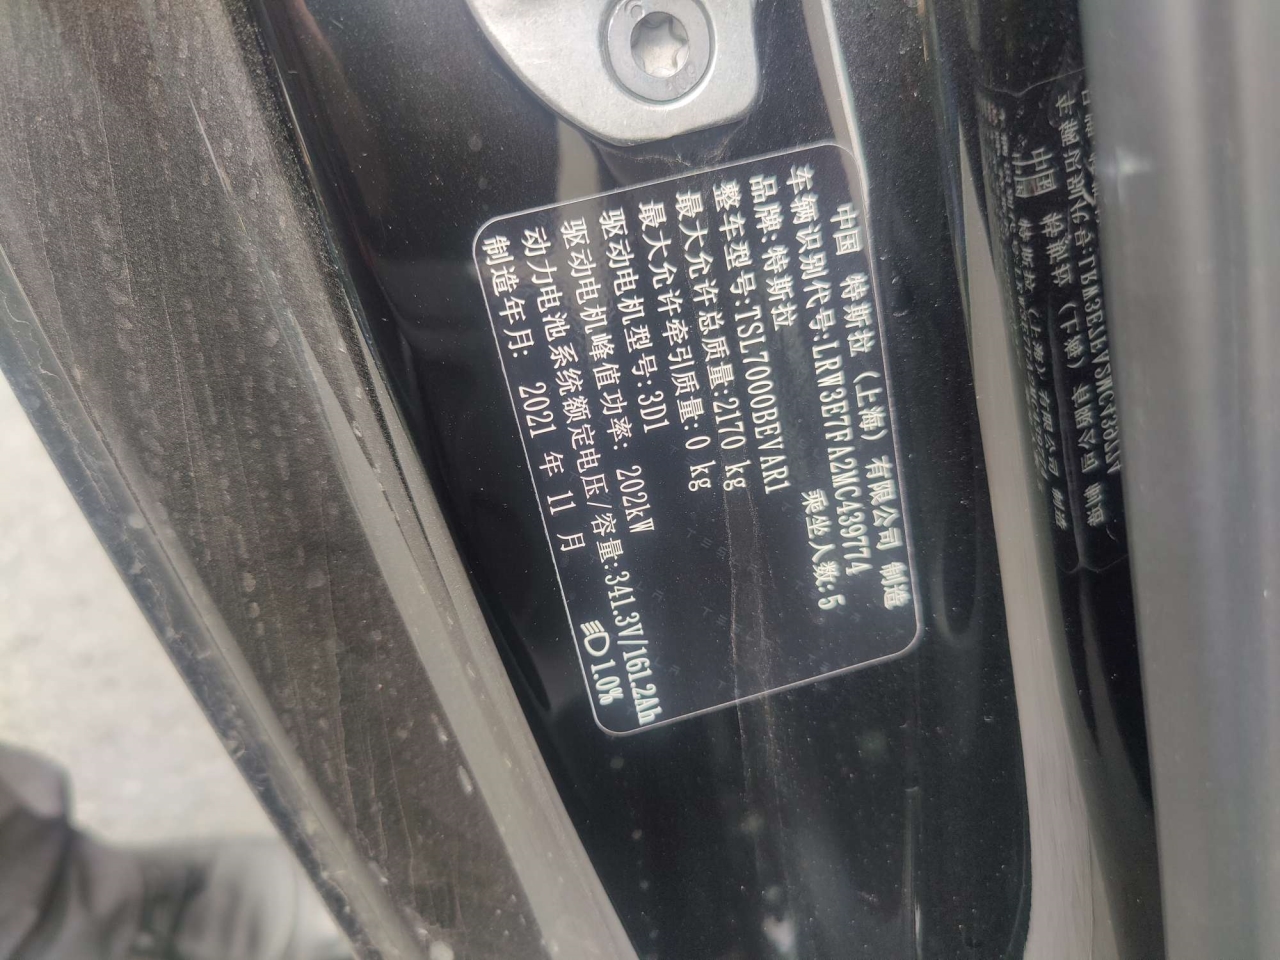 中国 特斯拉（上海）有限公司 制造
车辆识别代号:LRW3E7FA2MC439774
品牌:特斯拉 乘坐人数:5
整车型号:TSL7000BEVAR1
最大允许总质量:2170 kg
最大允许牵引质量: 0 kg
驱动电机型号:3D1
驱动电机峰值功率: 202kW
动力电池系统额定电压/容量:341.3V/161.2Ah
制造年月: 2021 年 11 月
1.0%